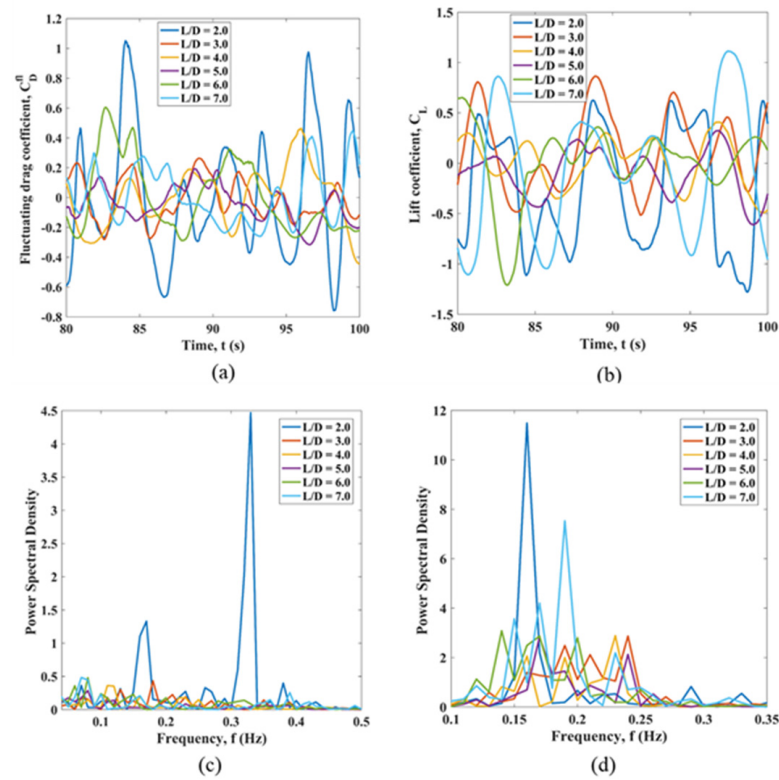 1.2
1
0.8
0.6
0.4
0.2
0
-0.2
-0.4
-0.6
-0.8
80
85
90
95
100
Fluctuating drag coefficient, C_D^fl
Time, t (s)
L/D = 2.0
L/D = 3.0
L/D = 4.0
L/D = 5.0
L/D = 6.0
L/D = 7.0
(a)
1.5
1
0.5
0
-0.5
-1
-1.5
80
85
90
95
100
Lift coefficient, C_L
Time, t (s)
L/D = 2.0
L/D = 3.0
L/D = 4.0
L/D = 5.0
L/D = 6.0
L/D = 7.0
(b)
4.5
4
3.5
3
2.5
2
1.5
1
0.5
0
0.1
0.2
0.3
0.4
0.5
Power Spectral Density
Frequency, f (Hz)
L/D = 2.0
L/D = 3.0
L/D = 4.0
L/D = 5.0
L/D = 6.0
L/D = 7.0
(c)
12
10
8
6
4
2
0
0.1
0.15
0.2
0.25
0.3
0.35
Power Spectral Density
Frequency, f (Hz)
L/D = 2.0
L/D = 3.0
L/D = 4.0
L/D = 5.0
L/D = 6.0
L/D = 7.0
(d)